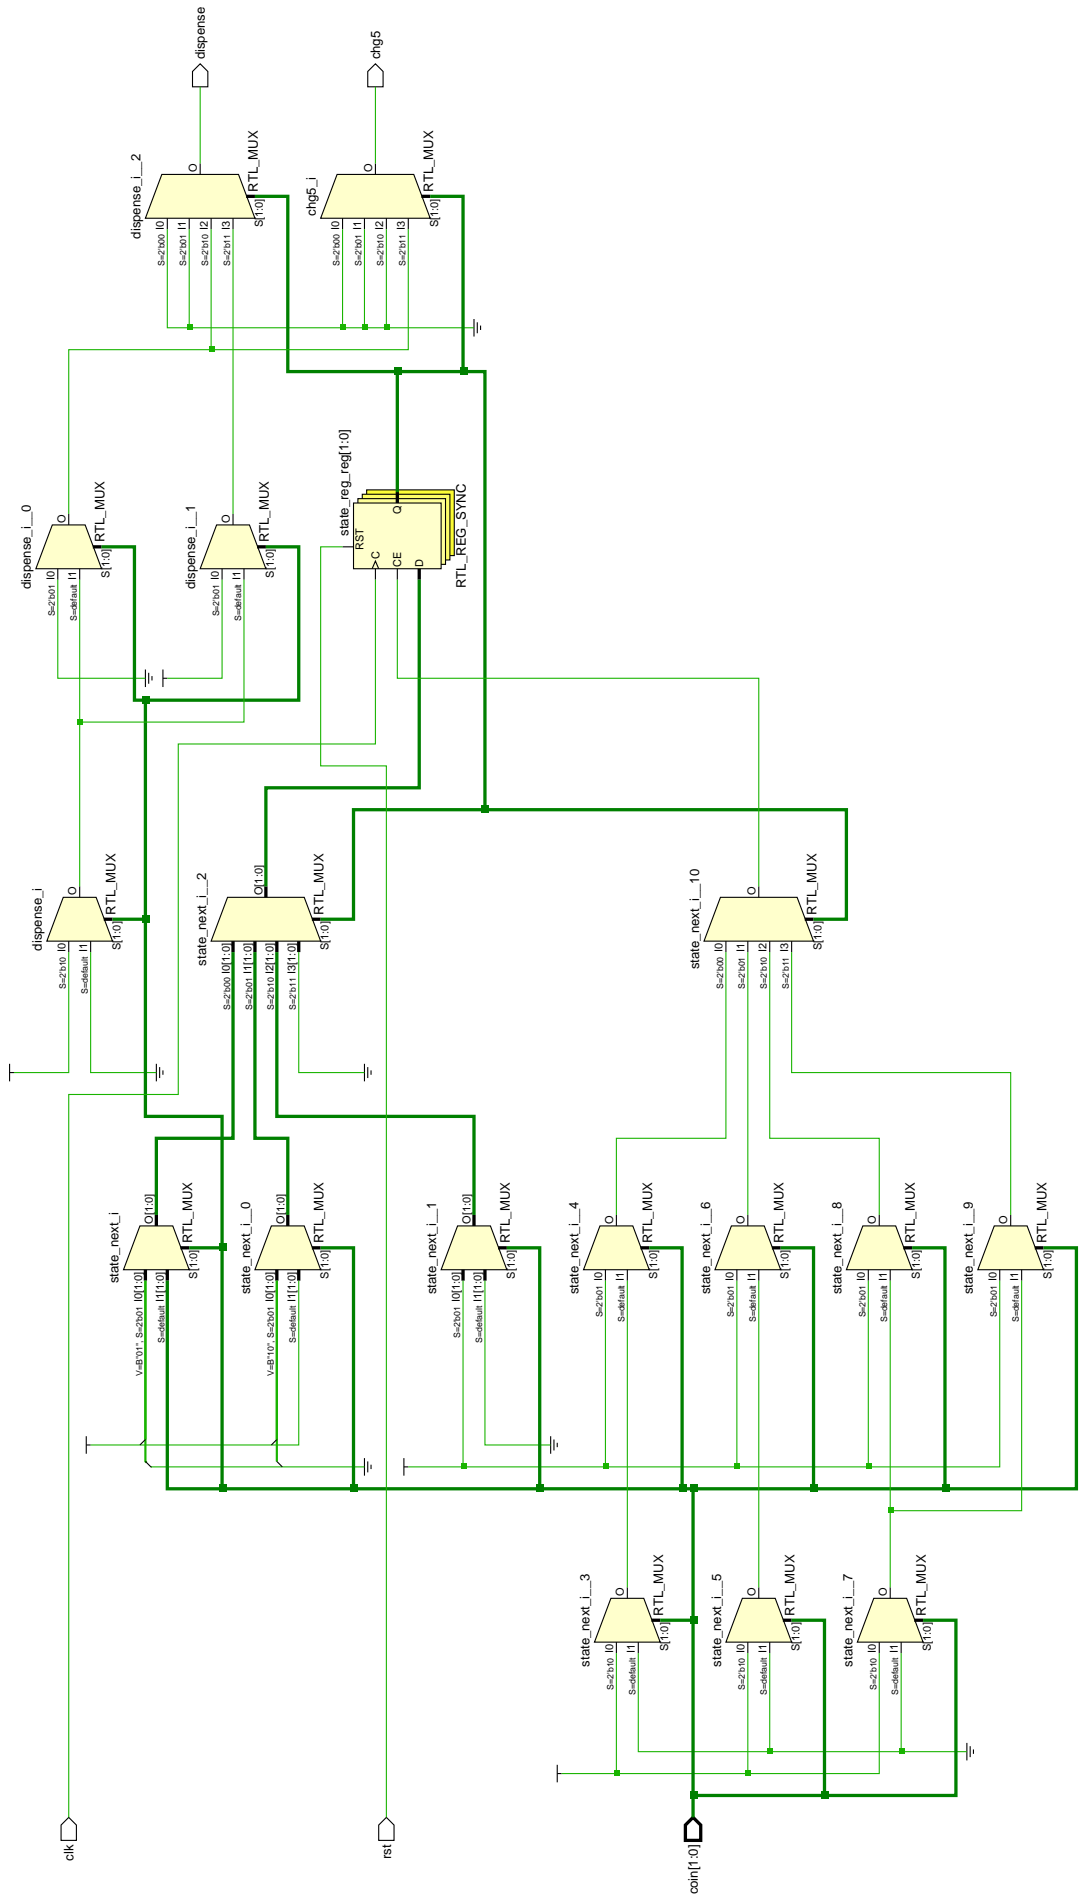 dispense
chg5
dispense_i__2
O
RTL_MUX
S=2'b00 I0
S=2'b01 I1
S=2'b10 I2
S=2'b11 I3
S[1:0]
chg5_i
O
RTL_MUX
S=2'b00 I0
S=2'b01 I1
S=2'b10 I2
S=2'b11 I3
S[1:0]
dispense_i__0
O
RTL_MUX
S=2'b01 I0
S=default I1
S[1:0]
dispense_i__1
O
RTL_MUX
S=2'b01 I0
S=default I1
S[1:0]
state_reg_reg[1:0]
RST
C
CE
D
Q
RTL_REG_SYNC
dispense_i
O
RTL_MUX
S=2'b10 I0
S=default I1
S[1:0]
state_next_i__2
O[1:0]
RTL_MUX
S=2'b00 I0[1:0]
S=2'b01 I1[1:0]
S=2'b10 I2[1:0]
S=2'b11 I3[1:0]
S[1:0]
state_next_i__10
O
RTL_MUX
S=2'b00 I0
S=2'b01 I1
S=2'b10 I2
S=2'b11 I3
S[1:0]
state_next_i
O[1:0]
RTL_MUX
V=B"01", S=2'b01 I0[1:0]
S=default I1[1:0]
S[1:0]
state_next_i__0
O[1:0]
RTL_MUX
V=B"10", S=2'b01 I0[1:0]
S=default I1[1:0]
S[1:0]
state_next_i__1
O[1:0]
RTL_MUX
S=2'b01 I0[1:0]
S=default I1[1:0]
S[1:0]
state_next_i__4
O
RTL_MUX
S=2'b01 I0
S=default I1
S[1:0]
state_next_i__6
O
RTL_MUX
S=2'b01 I0
S=default I1
S[1:0]
state_next_i__8
O
RTL_MUX
S=2'b01 I0
S=default I1
S[1:0]
state_next_i__9
O
RTL_MUX
S=2'b01 I0
S=default I1
S[1:0]
state_next_i__3
O
RTL_MUX
S=2'b10 I0
S=default I1
S[1:0]
state_next_i__5
O
RTL_MUX
S=2'b10 I0
S=default I1
S[1:0]
state_next_i__7
O
RTL_MUX
S=2'b10 I0
S=default I1
S[1:0]
clk
rst
coin[1:0]